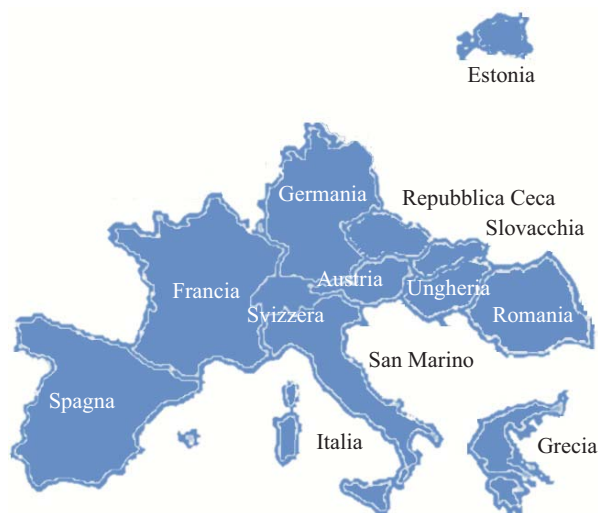 Estonia
Germania
Repubblica Ceca
Slovacchia
Francia
Austria
Ungheria
Svizzera
Romania
San Marino
Spagna
Italia
Grecia